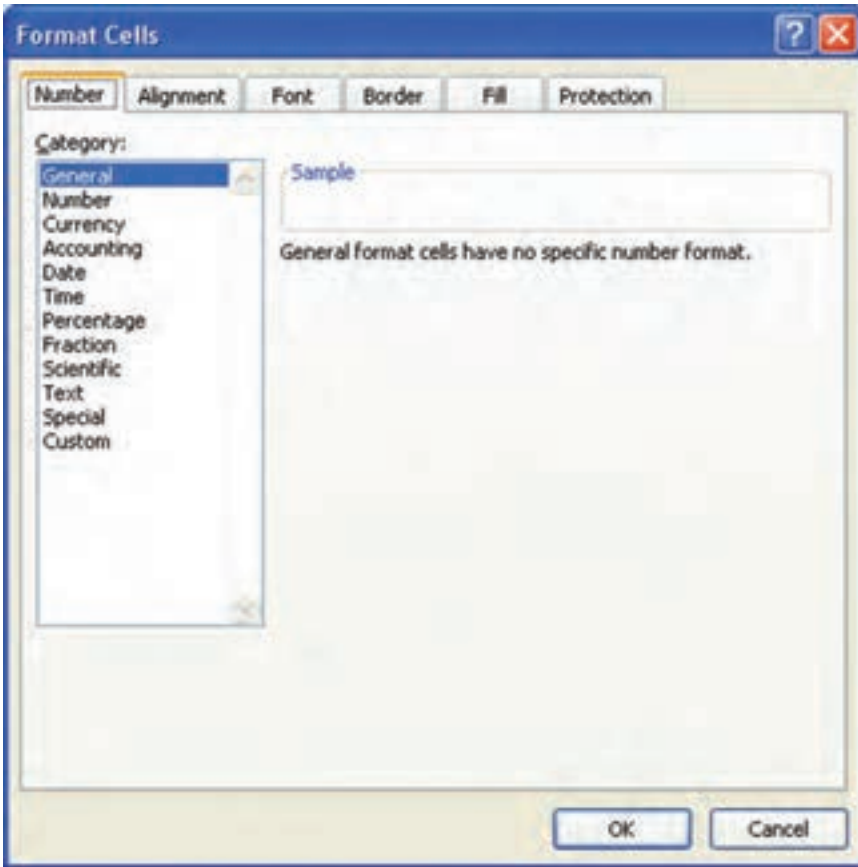 Format Cells
Number Alignment Font Border Fill Protection
Category:
General
Number
Currency
Accounting
Date
Time
Percentage
Fraction
Scientific
Text
Special
Custom
Sample
General format cells have no specific number format.
OK Cancel